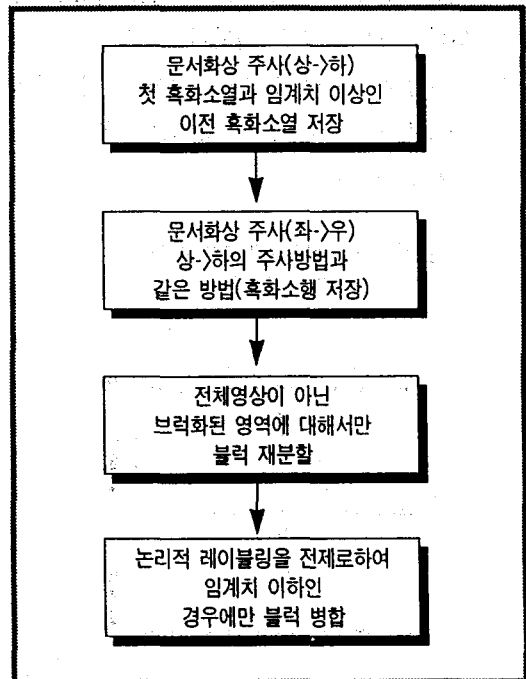 문서화상 주사(상->하)
첫 흑화소열과 임계치 이상인
이전 흑화소열 저장
문서화상 주사(좌->우)
상->하의 주사방법과
같은 방법(흑화소행 저장)
전체영상이 아닌
브럭화된 영역에 대해서만
블럭 재분할
논리적 레이블링을 전제로하여
임계치 이하인
경우에만 블럭 병합